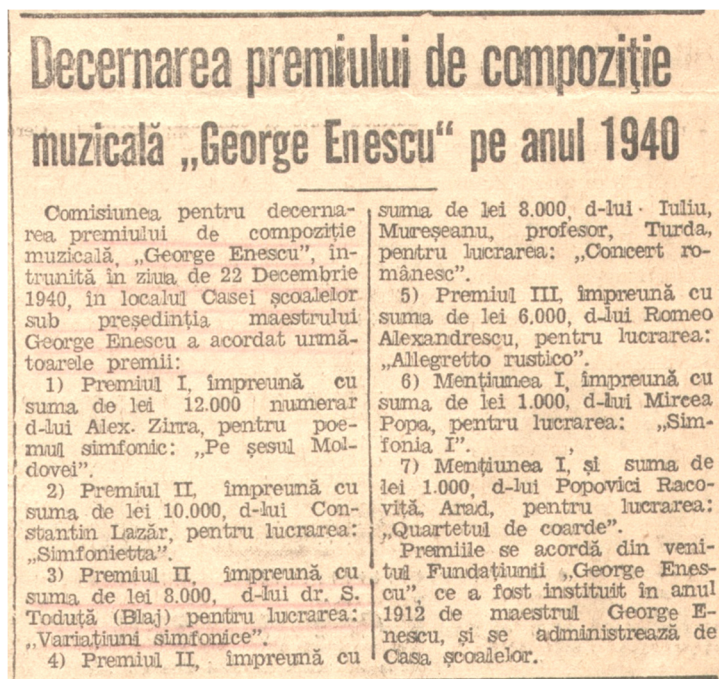 Decernarea premiului de compoziţie
muzicală „George Enescu“ pe anul 1940
Comisiunea pentru decerna-
rea premiului de compoziţie
muzicală, „George Enescu”, în-
trunită în ziua de 22 Decembrie
1940, în localul Casei şcoalelor
sub preşedinţia maestrului
George Enescu a acordat urmă-
toarele premii:
1) Premiul I, împreună cu
suma de lei 12.000 numerar
d-lui Alex. Zirra, pentru poe-
mul simfonic: „Pe şesul Mol-
dovei”.
2) Premiul II, împreună cu
suma de lei 10.000, d-lui Con-
stantin Lazăr, pentru lucrarea:
„Simfonietta”.
3) Premiul II, împreună cu
suma de lei 8.000, d-lui dr. S.
Toduţă (Blaj) pentru lucrarea:
„Variaţiuni simfonice”.
4) Premiul II, împreună cu
suma de lei 8.000, d-lui Iuliu,
Mureşeanu, profesor, Turda,
pentru lucrarea: „Concert ro-
mânesc”.
5) Premiul III, împreună cu
suma de lei 6.000, d-lui Romeo
Alexandrescu, pentru lucrarea:
„Allegretto rustico”.
6) Menţiunea I, împreună cu
suma de lei 1.000, d-lui Mircea
Popa, pentru lucrarea: „Sim-
fonia I”.
7) Menţiunea I, şi suma de
lei 1.000, d-lui Popovici Raco-
viţă, Arad, pentru lucrarea:
„Quartetul de coarde”.
Premiile se acordă din veni-
tul Fundaţiunii „George Enes-
cu”, ce a fost instituit în anul
1912 de maestrul George E-
nescu, şi se administrează de
Casa şcoalelor.